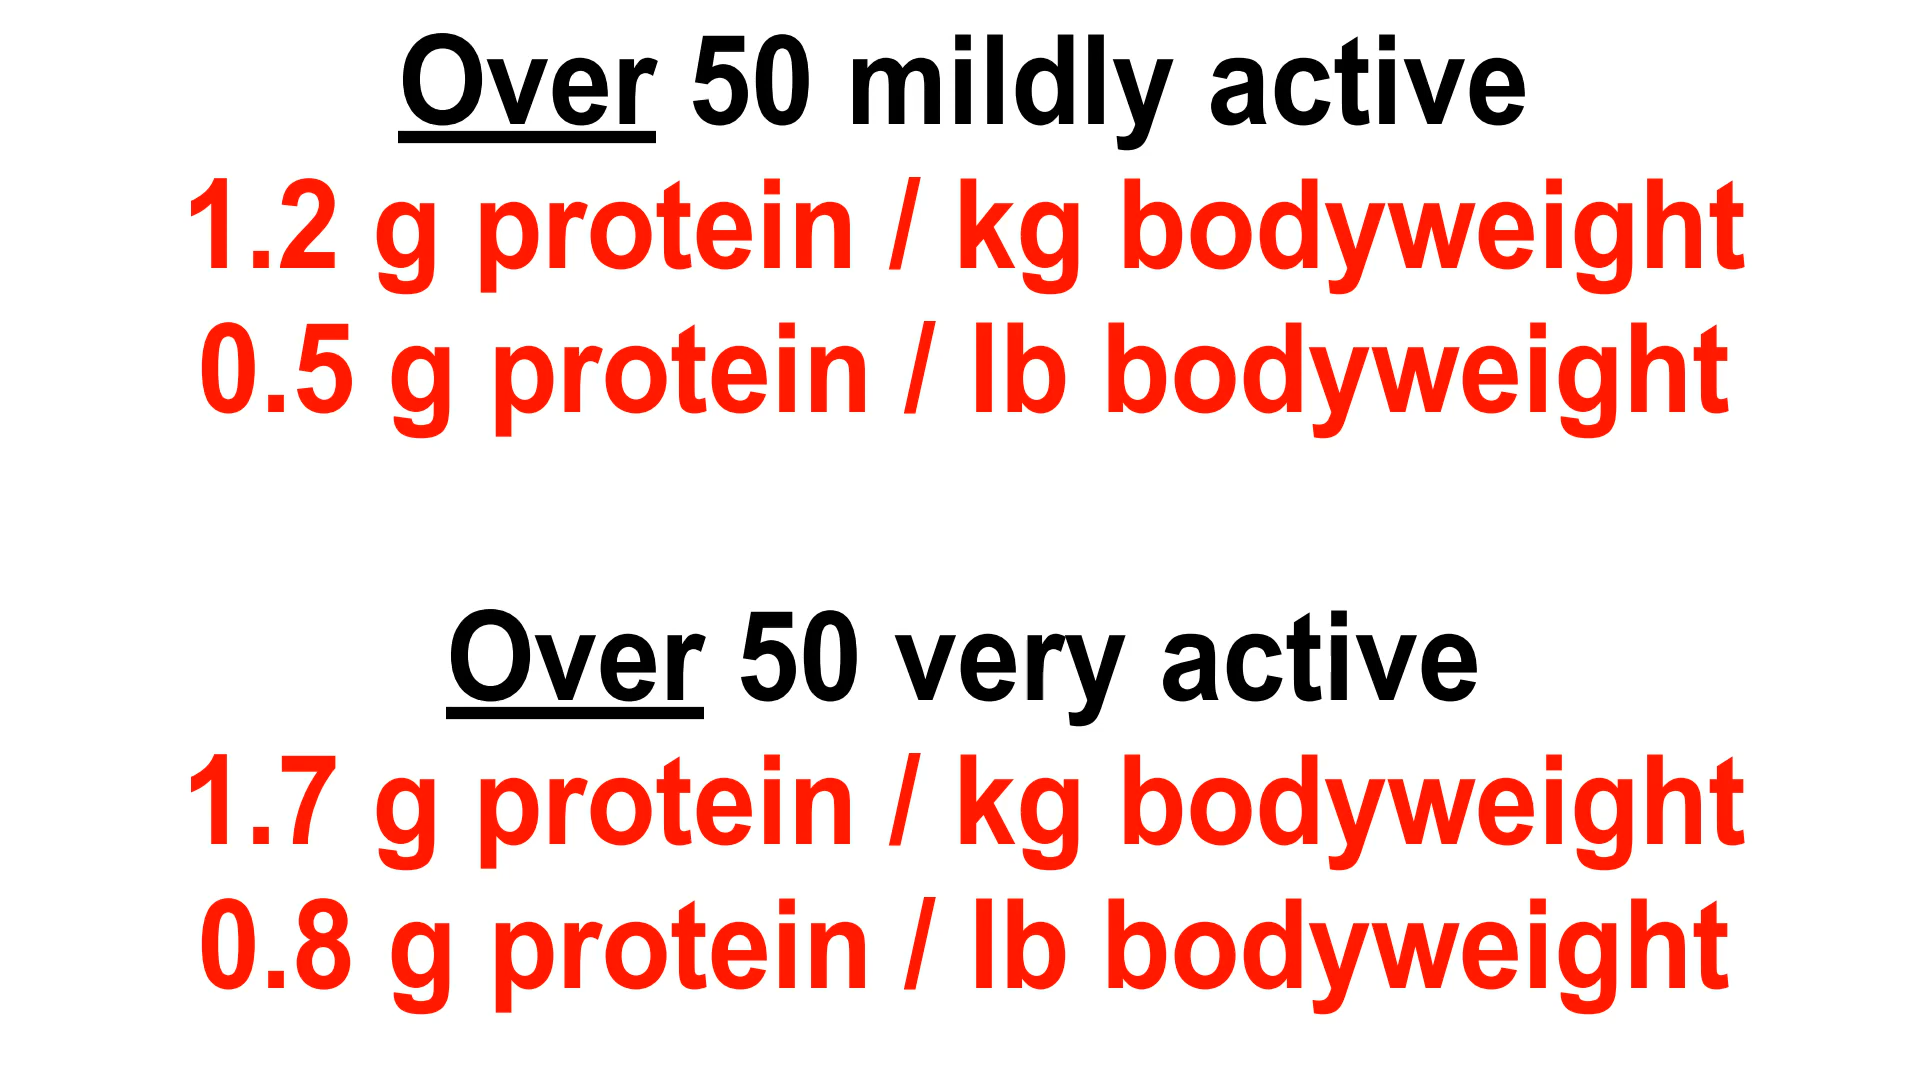 Over 50 mildly active
1.2 g protein / kg bodyweight
0.5 g protein / lb bodyweight
Over 50 very active
1.7 g protein / kg bodyweight
0.8 g protein / lb bodyweight